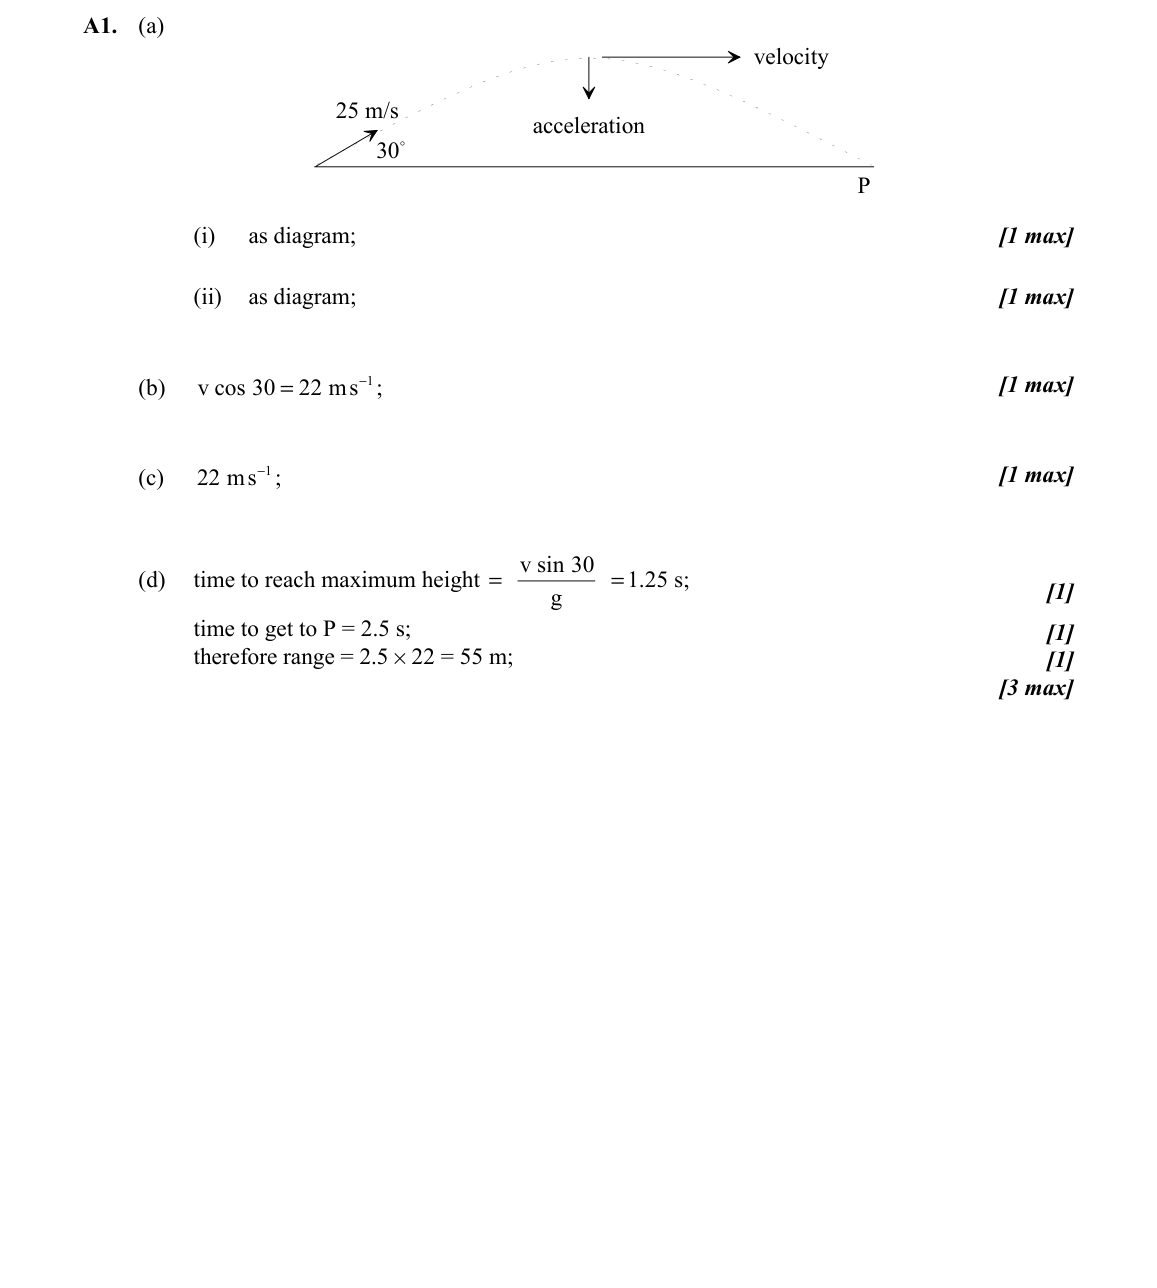 A1. (a)
velocity
25 m/s
acceleration
30°
P
(i) as diagram; [1 max]
(ii) as diagram; [1 max]
(b) v cos 30 = 22 m s⁻¹; [1 max]
(c) 22 m s⁻¹; [1 max]
(d) time to reach maximum height = v sin 30 / g = 1.25 s; [1]
time to get to P = 2.5 s; [1]
therefore range = 2.5 × 22 = 55 m; [1]
[3 max]